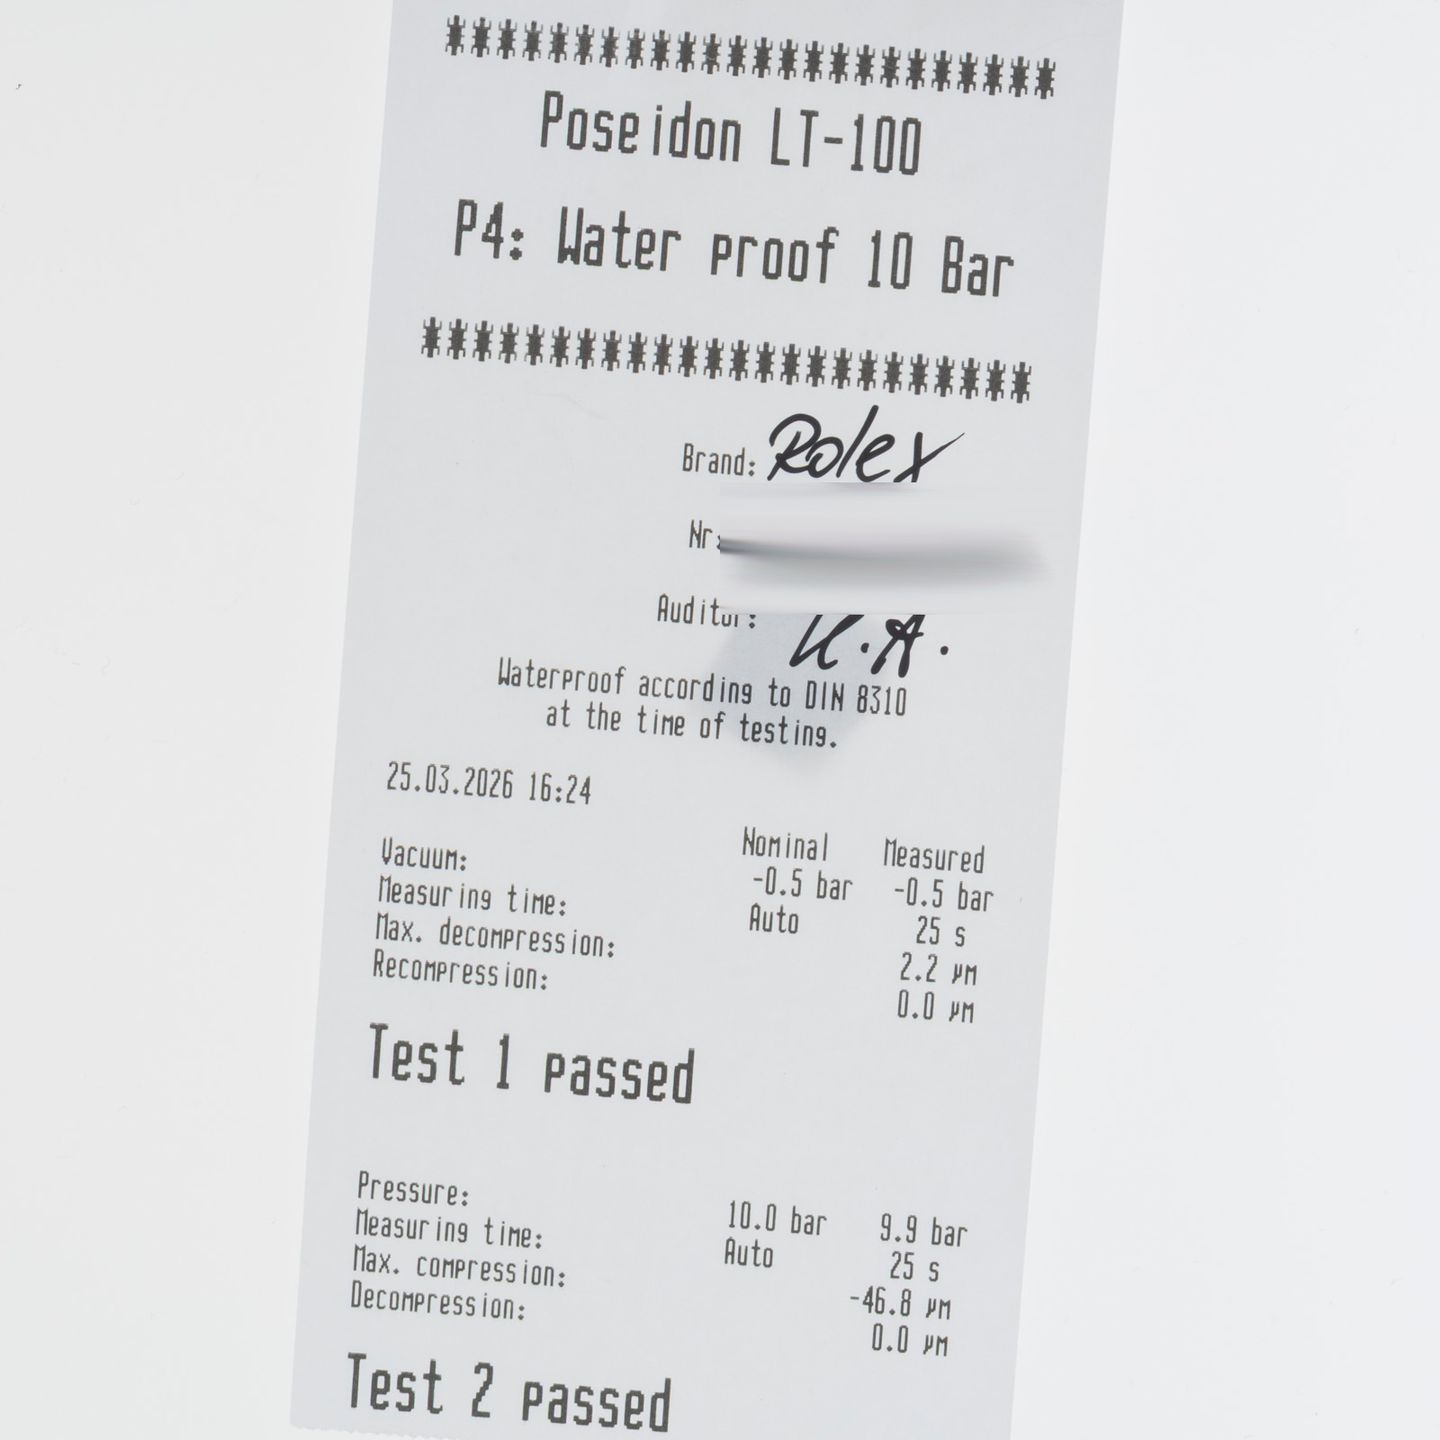 Poseidon LT-100
P4: Water proof 10 Bar
Brand: Rolex
Nr:
Auditor: K.A.
Waterproof according to DIN 8310
at the time of testing.
25.03.2026 16:24
Nominal Measured
Vacuum: -0.5 bar -0.5 bar
Measuring time: Auto 25 s
Max. decompression: 2.2 µm
Recompression: 0.0 µm
Test 1 passed
Pressure: 10.0 bar 9.9 bar
Measuring time: Auto 25 s
Max. compression: -46.8 µm
Decompression: 0.0 µm
Test 2 passed